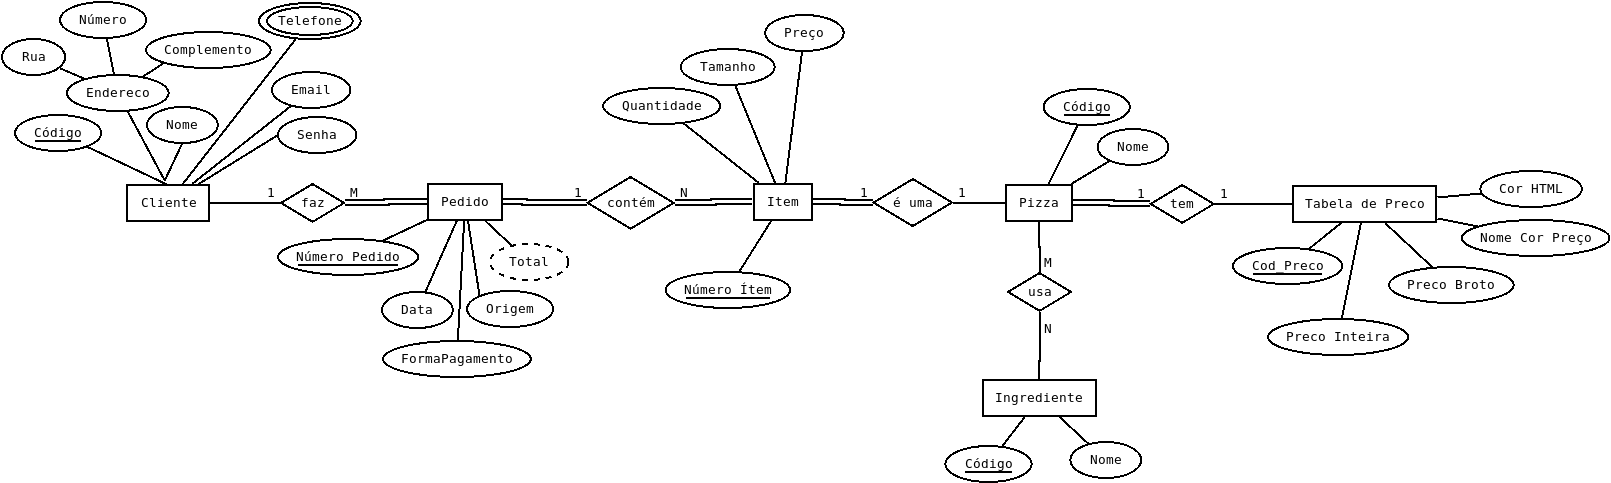 Número
Telefone
Rua
Complemento
Endereco
Email
Código
Nome
Senha
Cliente
1
faz
M
Pedido
Número Pedido
Total
Data
Origem
FormaPagamento
1
contém
N
Quantidade
Tamanho
Preço
Item
Número Ítem
1
é uma
1
Código
Nome
Pizza
1
tem
1
Tabela de Preco
Cor HTML
Nome Cor Preço
Cod_Preco
Preco Broto
Preco Inteira
M
usa
N
Ingrediente
Código
Nome